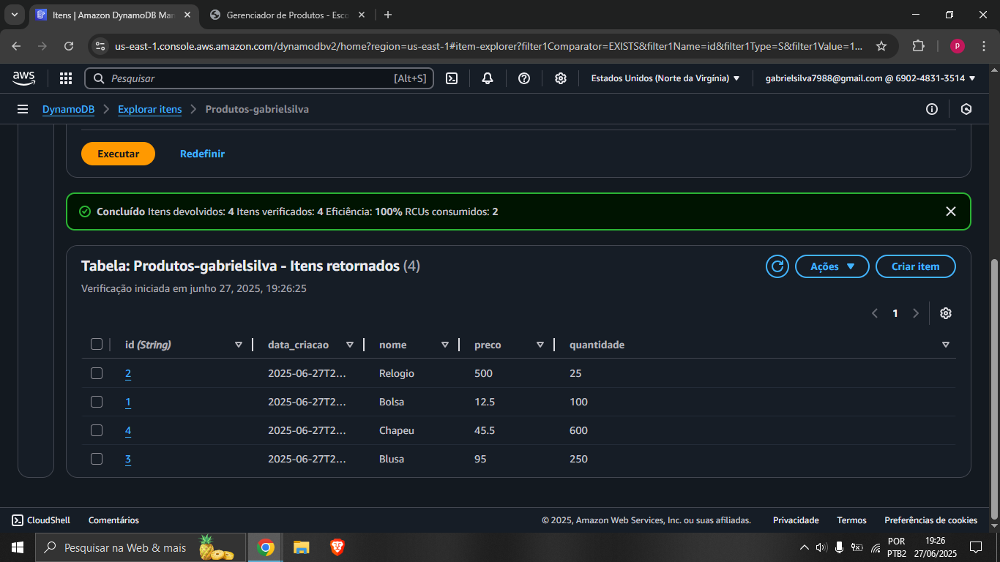 Itens | Amazon DynamoDB Mar
Gerenciador de Produtos - Esco
us-east-1.console.aws.amazon.com/dynamodbv2/home?region=us-east-1#item-explorer?filter1Comparator=EXISTS&filter1Name=id&filter1Type=S&filter1Value=1...
p
aws
Pesquisar
[Alt+S]
Estados Unidos (Norte da Virgínia)
gabrielsilva7988@gmail.com @ 6902-4831-3514
DynamoDB
Explorar itens
Produtos-gabrielsilva
Executar
Redefinir
Concluído Itens devolvidos: 4 Itens verificados: 4 Eficiência: 100% RCUs consumidos: 2
Tabela: Produtos-gabrielsilva - Itens retornados (4)
Ações
Criar item
Verificação iniciada em junho 27, 2025, 19:26:25
1
id (String) data_criacao nome preco quantidade
2 2025-06-27T2... Relogio 500 25
1 2025-06-27T2... Bolsa 12.5 100
4 2025-06-27T2... Chapeu 45.5 600
3 2025-06-27T2... Blusa 95 250
CloudShell
Comentários
© 2025, Amazon Web Services, Inc. ou suas afiliadas.
Privacidade
Termos
Preferências de cookies
Pesquisar na Web & mais
POR
PTB2
19:26
27/06/2025